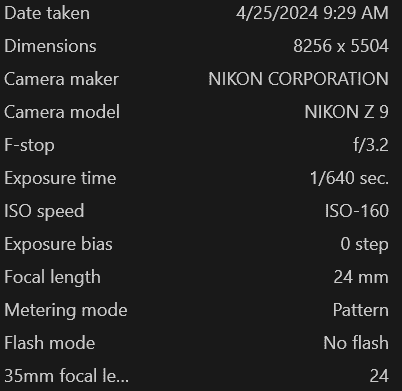 Date taken 4/25/2024 9:29 AM
Dimensions 8256 x 5504
Camera maker NIKON CORPORATION
Camera model NIKON Z 9
F-stop f/3.2
Exposure time 1/640 sec.
ISO speed ISO-160
Exposure bias 0 step
Focal length 24 mm
Metering mode Pattern
Flash mode No flash
35mm focal le... 24